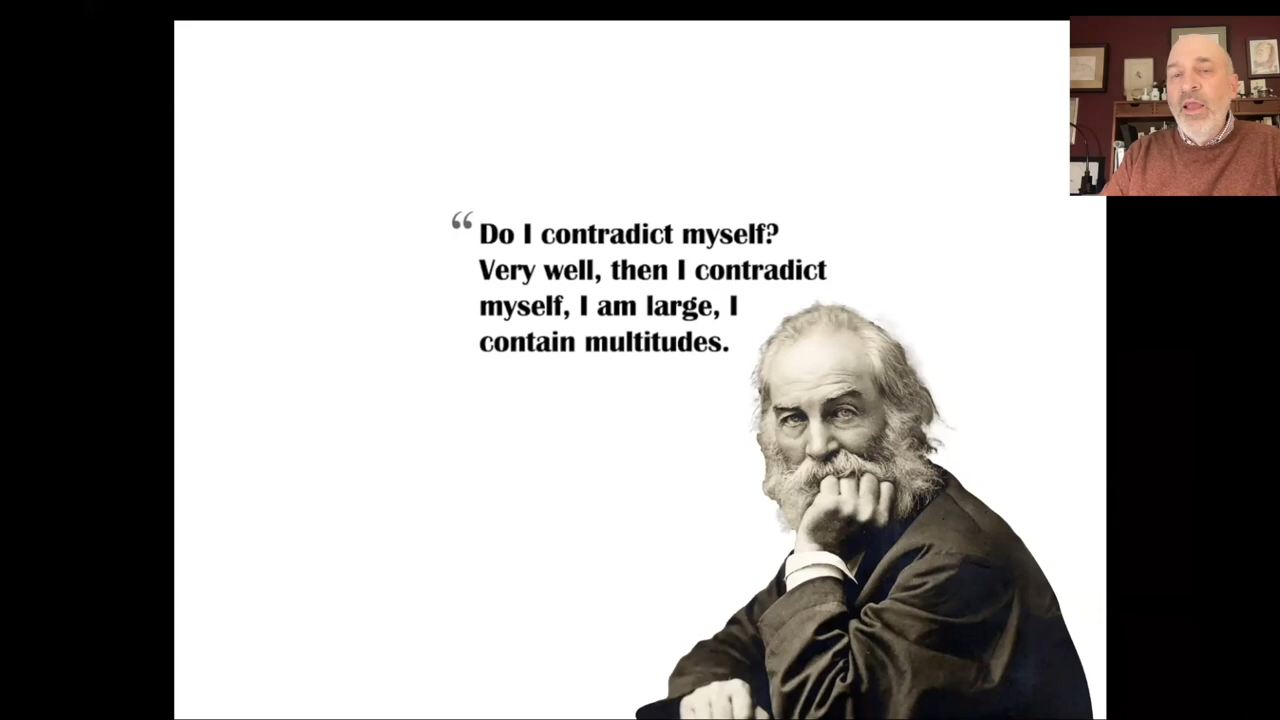 “Do I contradict myself?
Very well, then I contradict
myself, I am large, I
contain multitudes.